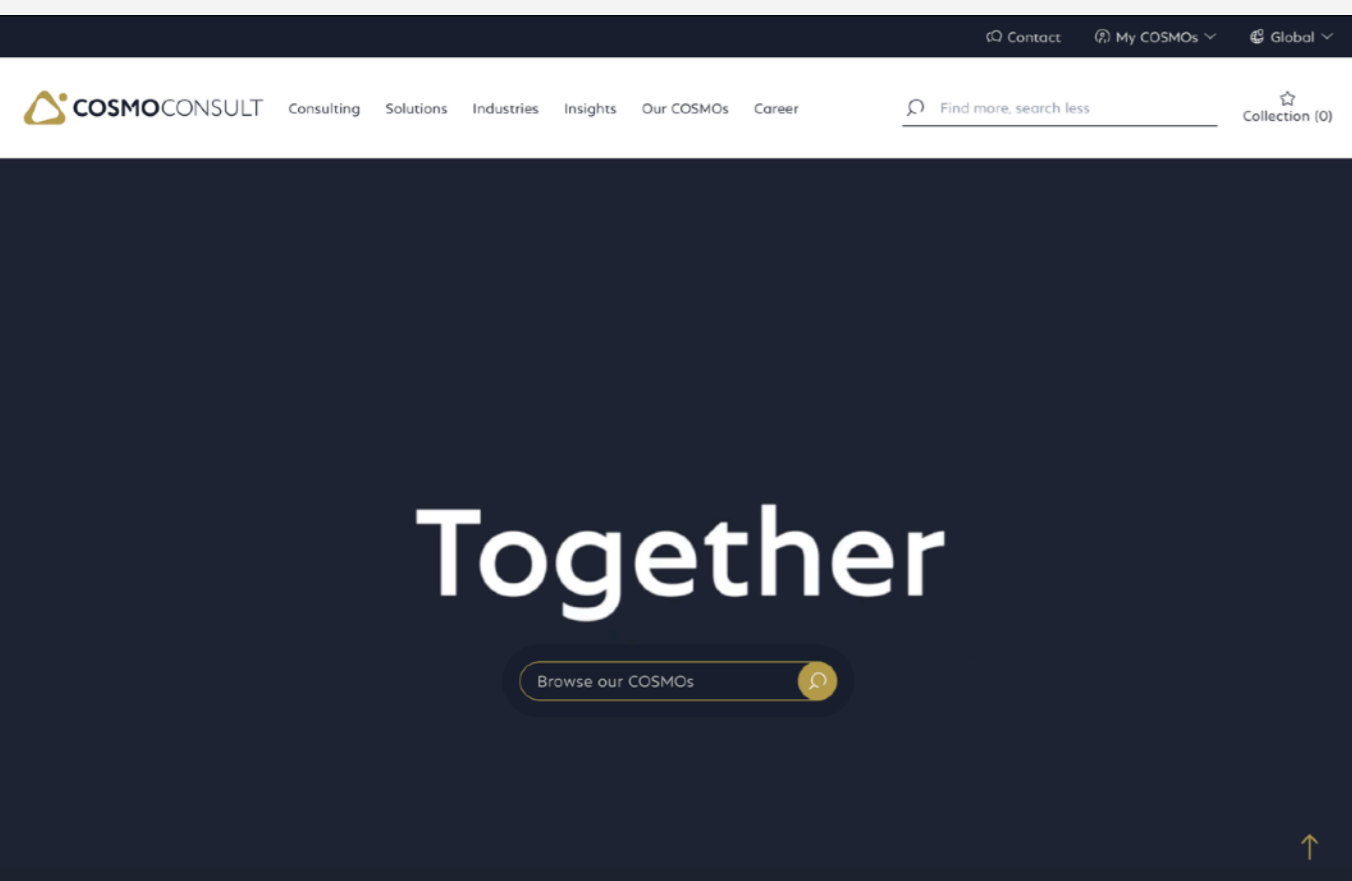 Contact My COSMOs Global
COSMOCONSULT Consulting Solutions Industries Insights Our COSMOs Career Find more, search less Collection (0)
Together
Browse our COSMOs